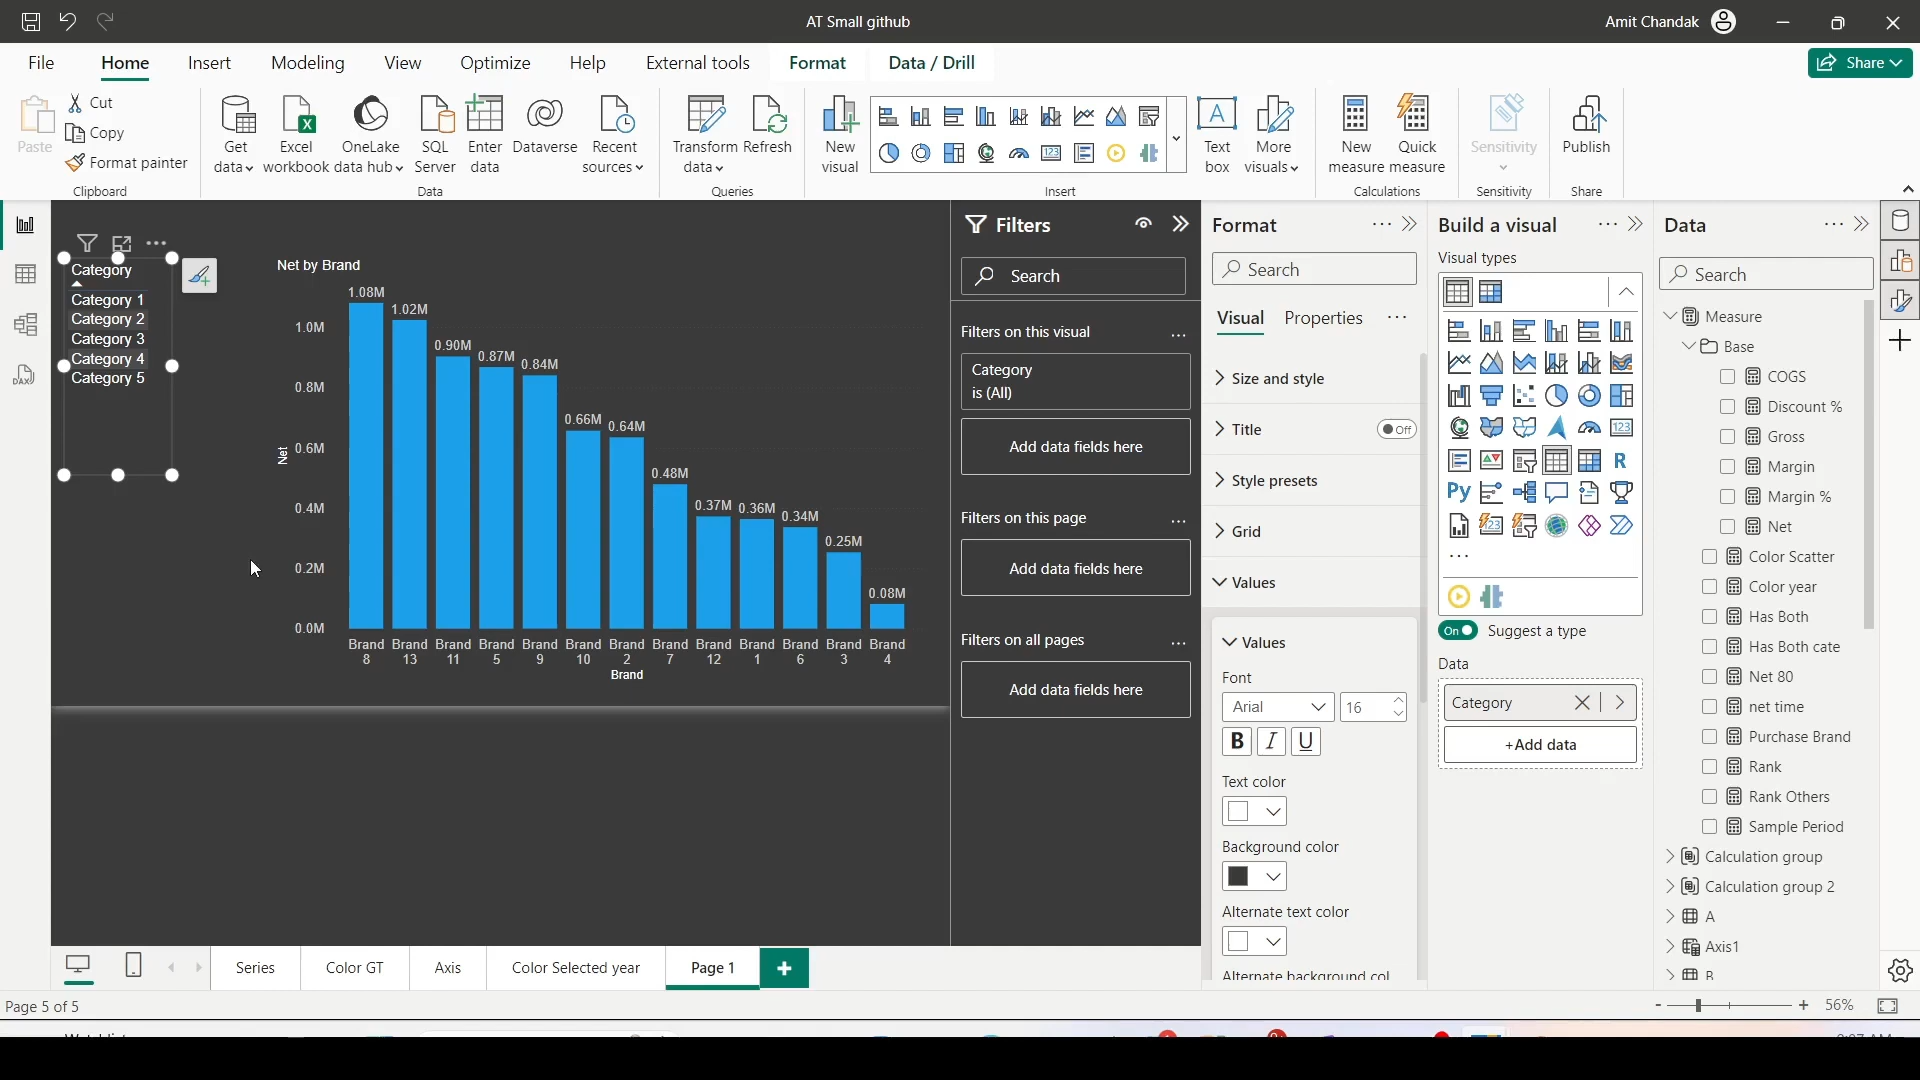 AT Small github
Amit Chandak
File
Home
Insert
Modeling
View
Optimize
Help
External tools
Format
Data / Drill
Share
Paste
Cut
Copy
Format painter
Clipboard
Get
data
Excel
workbook
OneLake
data hub
SQL
Server
Enter
data
Dataverse
Recent
sources
Data
Transform
data
Refresh
Queries
New
visual
Insert
A
Text
box
More
visuals
New
measure
Quick
measure
Calculations
Sensitivity
Sensitivity
Publish
Share
Category
Category 1
Category 2
Category 3
Category 4
Category 5
Net by Brand
Net
1.0M
0.8M
0.6M
0.4M
0.2M
0.0M
1.08M
1.02M
0.90M
0.87M
0.84M
0.66M
0.64M
0.48M
0.37M
0.36M
0.34M
0.25M
0.08M
Brand Brand Brand Brand Brand Brand Brand Brand Brand Brand Brand Brand Brand
8 13 11 5 9 10 2 7 12 1 6 3 4
Brand
Filters
Search
Filters on this visual
Category
is (All)
Add data fields here
Filters on this page
Add data fields here
Filters on all pages
Add data fields here
Format
Search
Visual
Properties
Size and style
Title
Off
Style presets
Grid
Values
Values
Font
Arial
16
B
I
U
Text color
Background color
Alternate text color
Alternate background col
Build a visual
Visual types
123
R
Py
123
On
Suggest a type
Data
Category
+Add data
Data
Search
Measure
Base
COGS
Discount %
Gross
Margin
Margin %
Net
Color Scatter
Color year
Has Both
Has Both cate
Net 80
net time
Purchase Brand
Rank
Rank Others
Sample Period
Calculation group
Calculation group 2
A
Axis1
B
DAX
Series
Color GT
Axis
Color Selected year
Page 1
Page 5 of 5
- + 56%